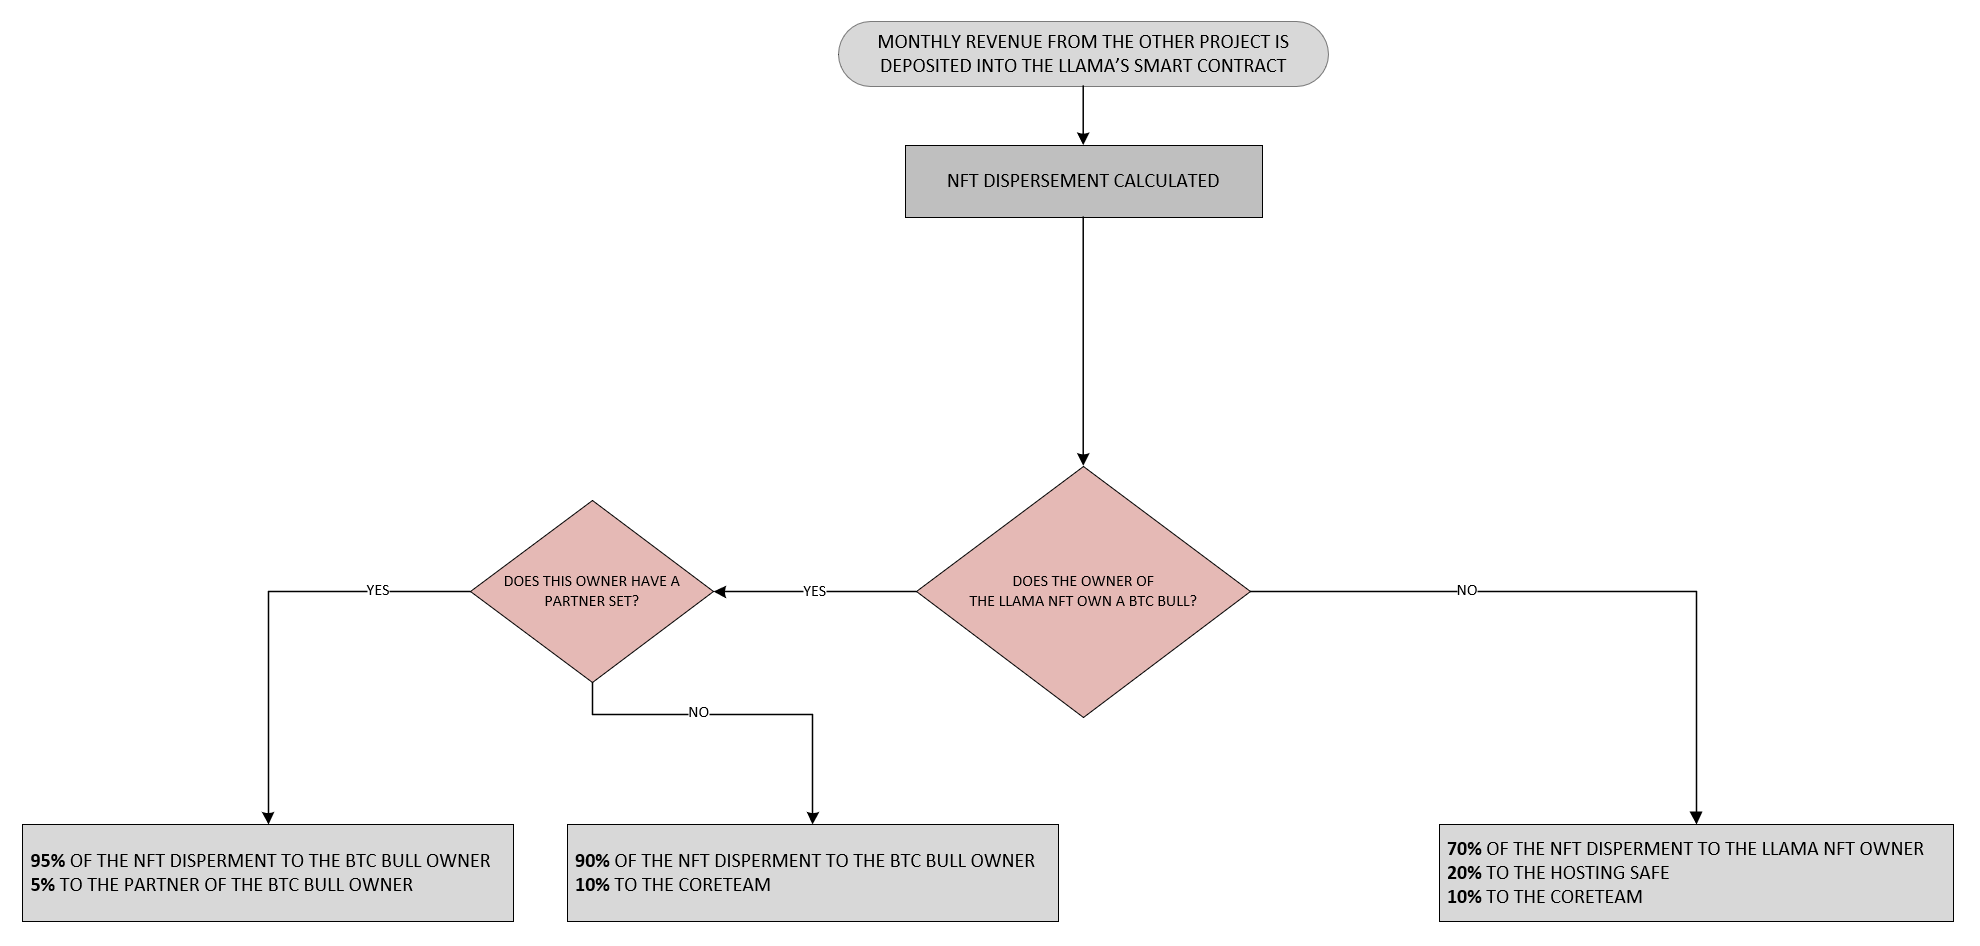 MONTHLY REVENUE FROM THE OTHER PROJECT IS
DEPOSITED INTO THE LLAMA’S SMART CONTRACT
NFT DISPERSEMENT CALCULATED
DOES THE OWNER OF
THE LLAMA NFT OWN A BTC BULL?
YES
NO
DOES THIS OWNER HAVE A
PARTNER SET?
YES
NO
95% OF THE NFT DISPERMENT TO THE BTC BULL OWNER
5% TO THE PARTNER OF THE BTC BULL OWNER
90% OF THE NFT DISPERMENT TO THE BTC BULL OWNER
10% TO THE CORETEAM
70% OF THE NFT DISPERMENT TO THE LLAMA NFT OWNER
20% TO THE HOSTING SAFE
10% TO THE CORETEAM